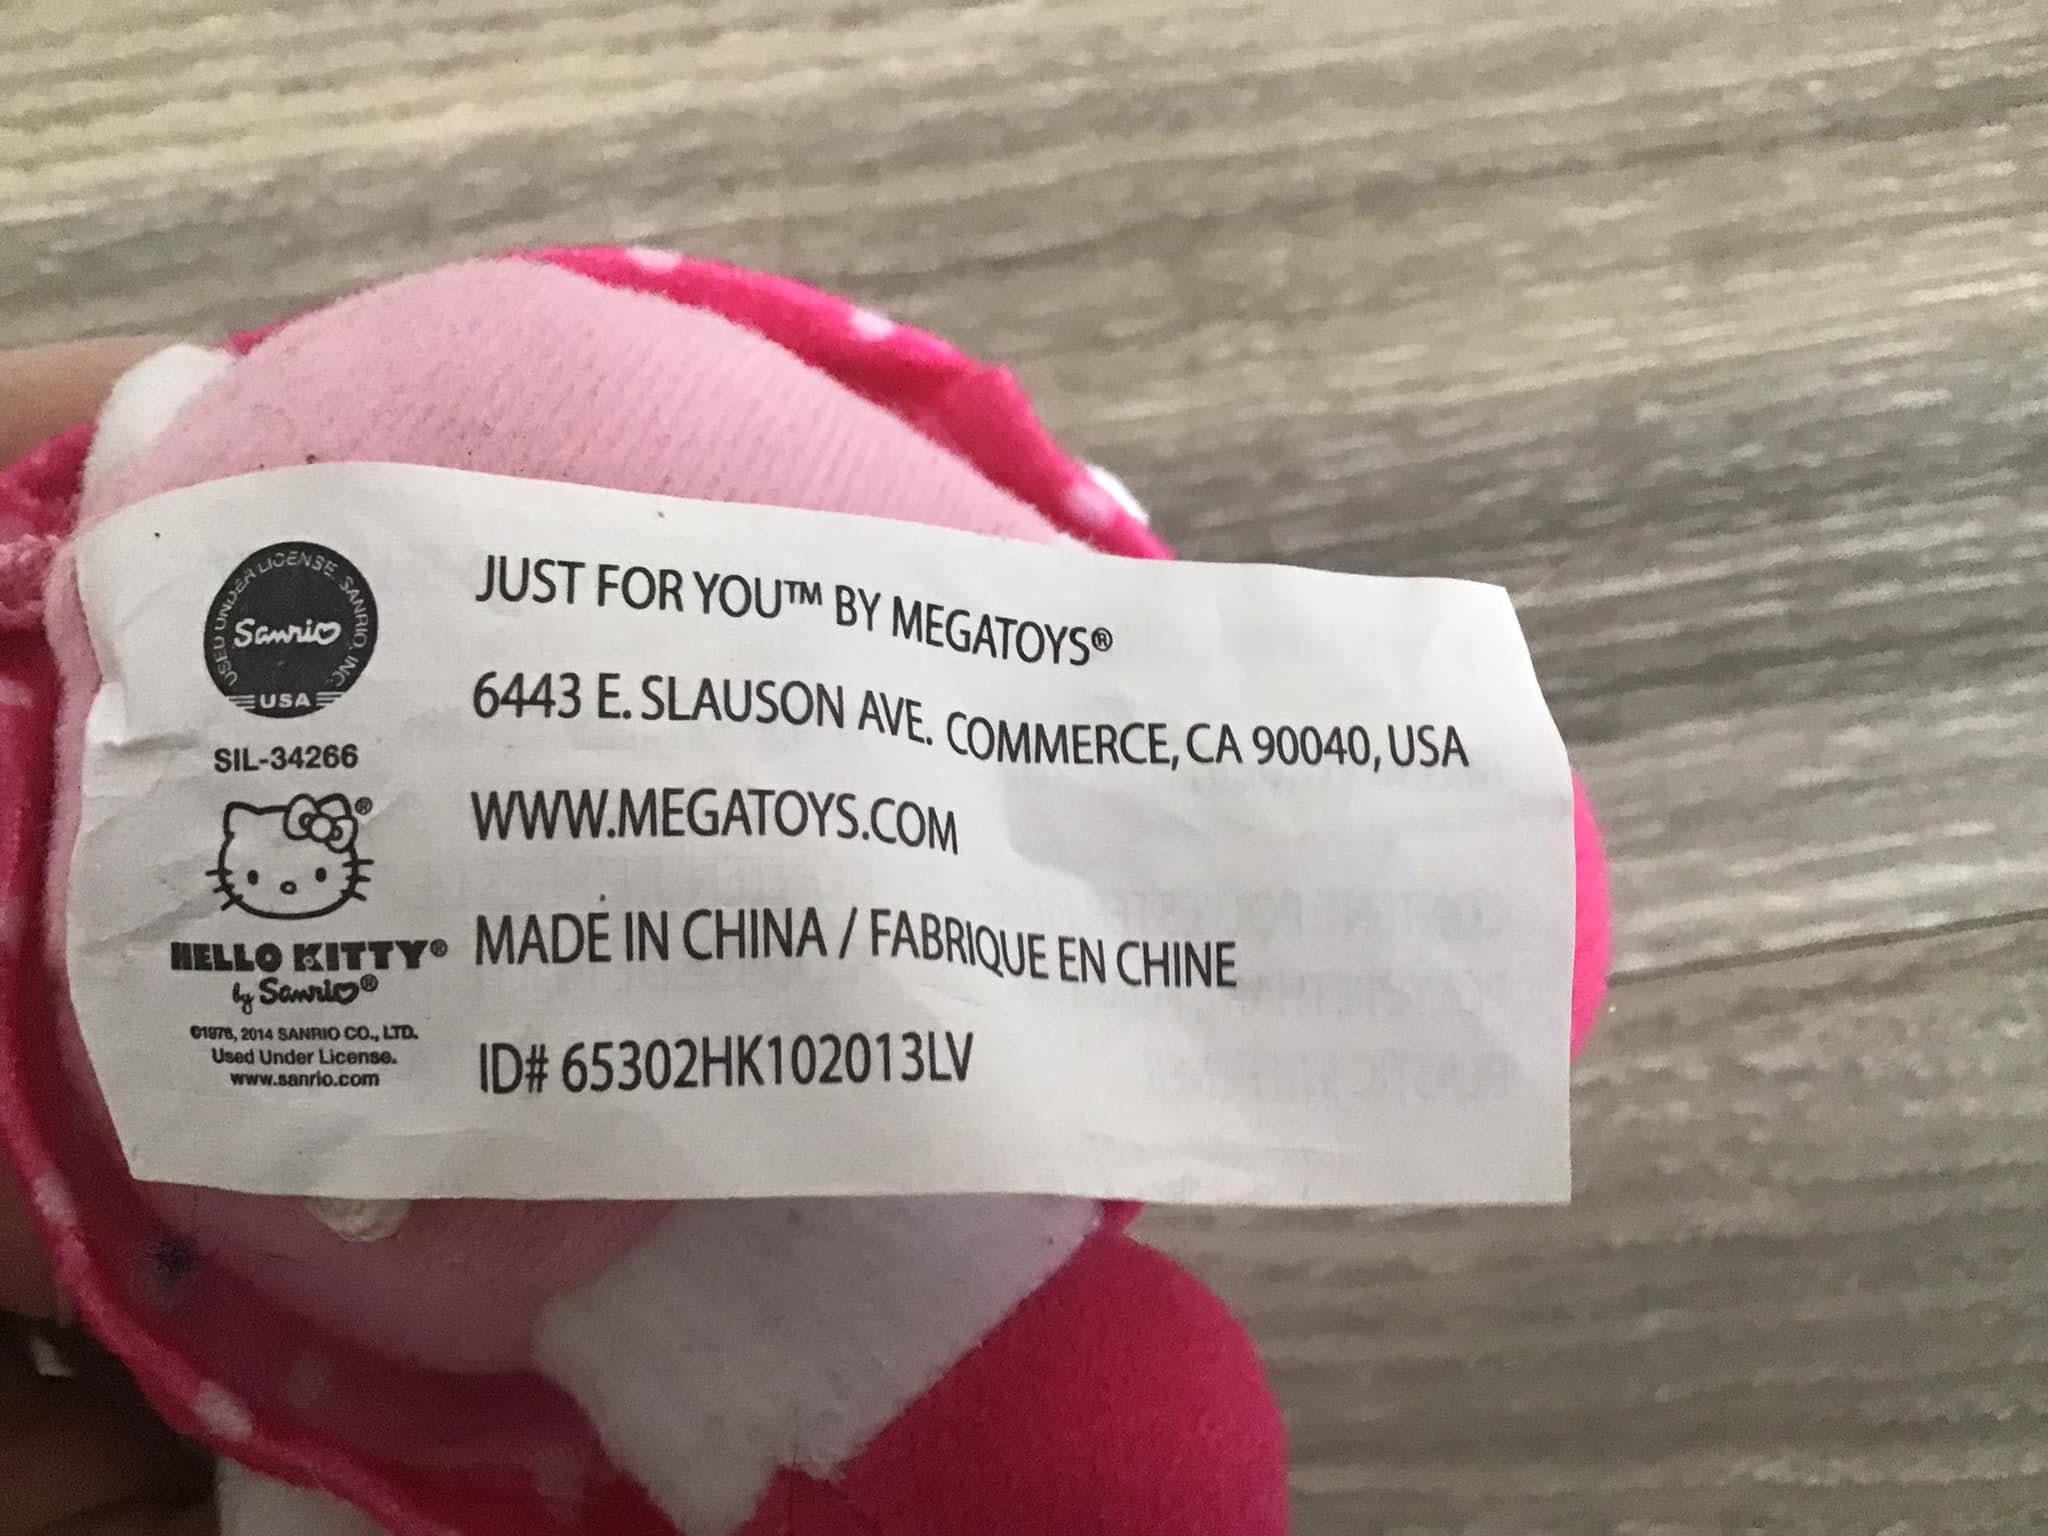 USED UNDER LICENSE. SANRIO, INC.
Sanrio
USA
SIL-34266
®
HELLO KITTY®
by Sanrio®
©1976, 2014 SANRIO CO., LTD.
Used Under License.
www.sanrio.com
JUST FOR YOU™ BY MEGATOYS®
6443 E. SLAUSON AVE. COMMERCE, CA 90040, USA
WWW.MEGATOYS.COM
MADE IN CHINA / FABRIQUE EN CHINE
ID# 65302HK102013LV